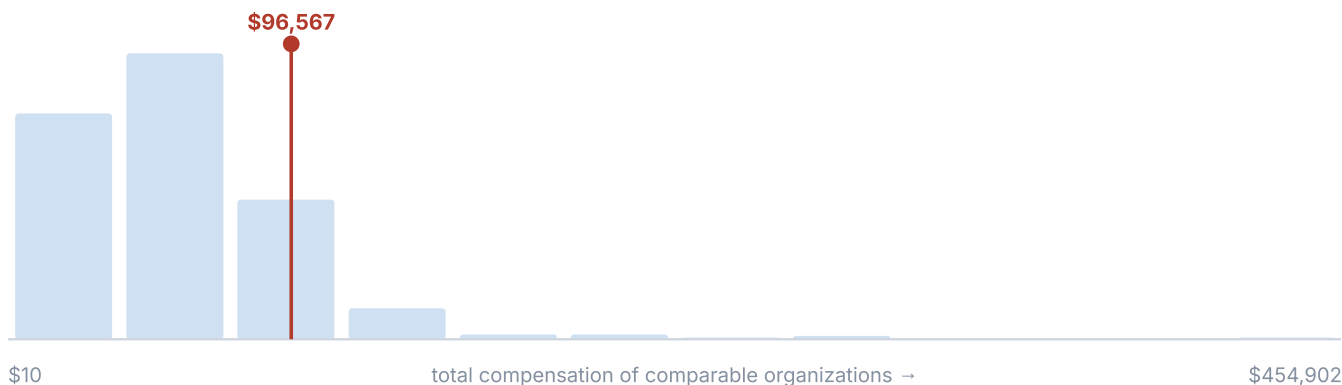 $96,567
$10 total compensation of comparable organizations → $454,902